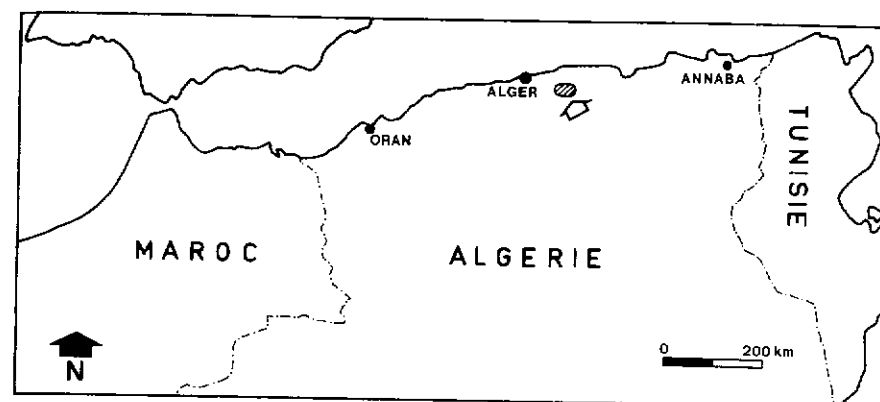 ALGER
ANNABA
ORAN
TUNISIE
MAROC
ALGERIE
N
0 200 km